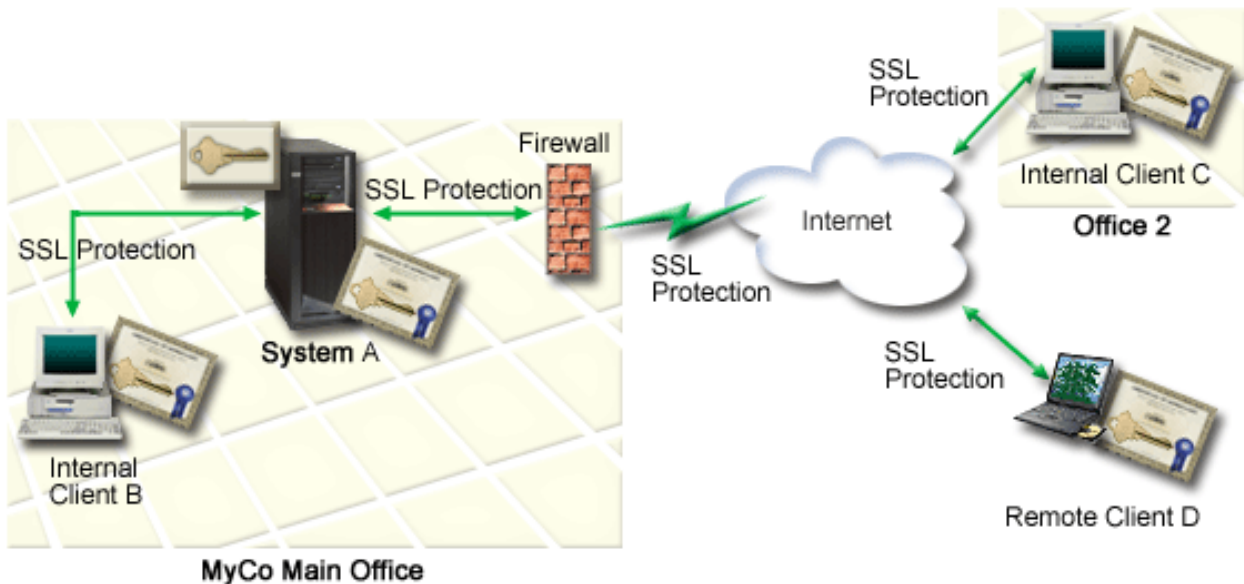 SSL
Protection
Internal Client C
Office 2
Firewall
SSL Protection
SSL Protection
Internet
SSL
Protection
System A
SSL
Protection
Internal
Client B
Remote Client D
MyCo Main Office